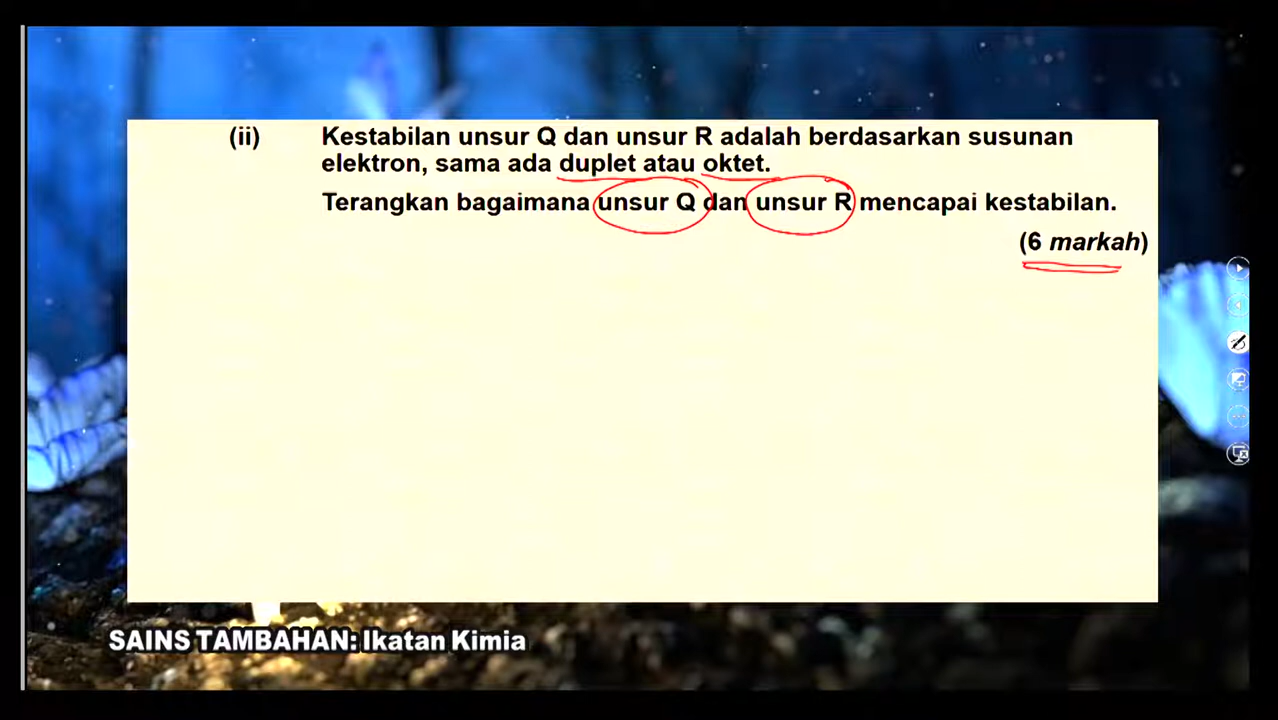 (ii) Kestabilan unsur Q dan unsur R adalah berdasarkan susunan
elektron, sama ada duplet atau oktet.
Terangkan bagaimana unsur Q dan unsur R mencapai kestabilan.
(6 markah)
SAINS TAMBAHAN: Ikatan Kimia